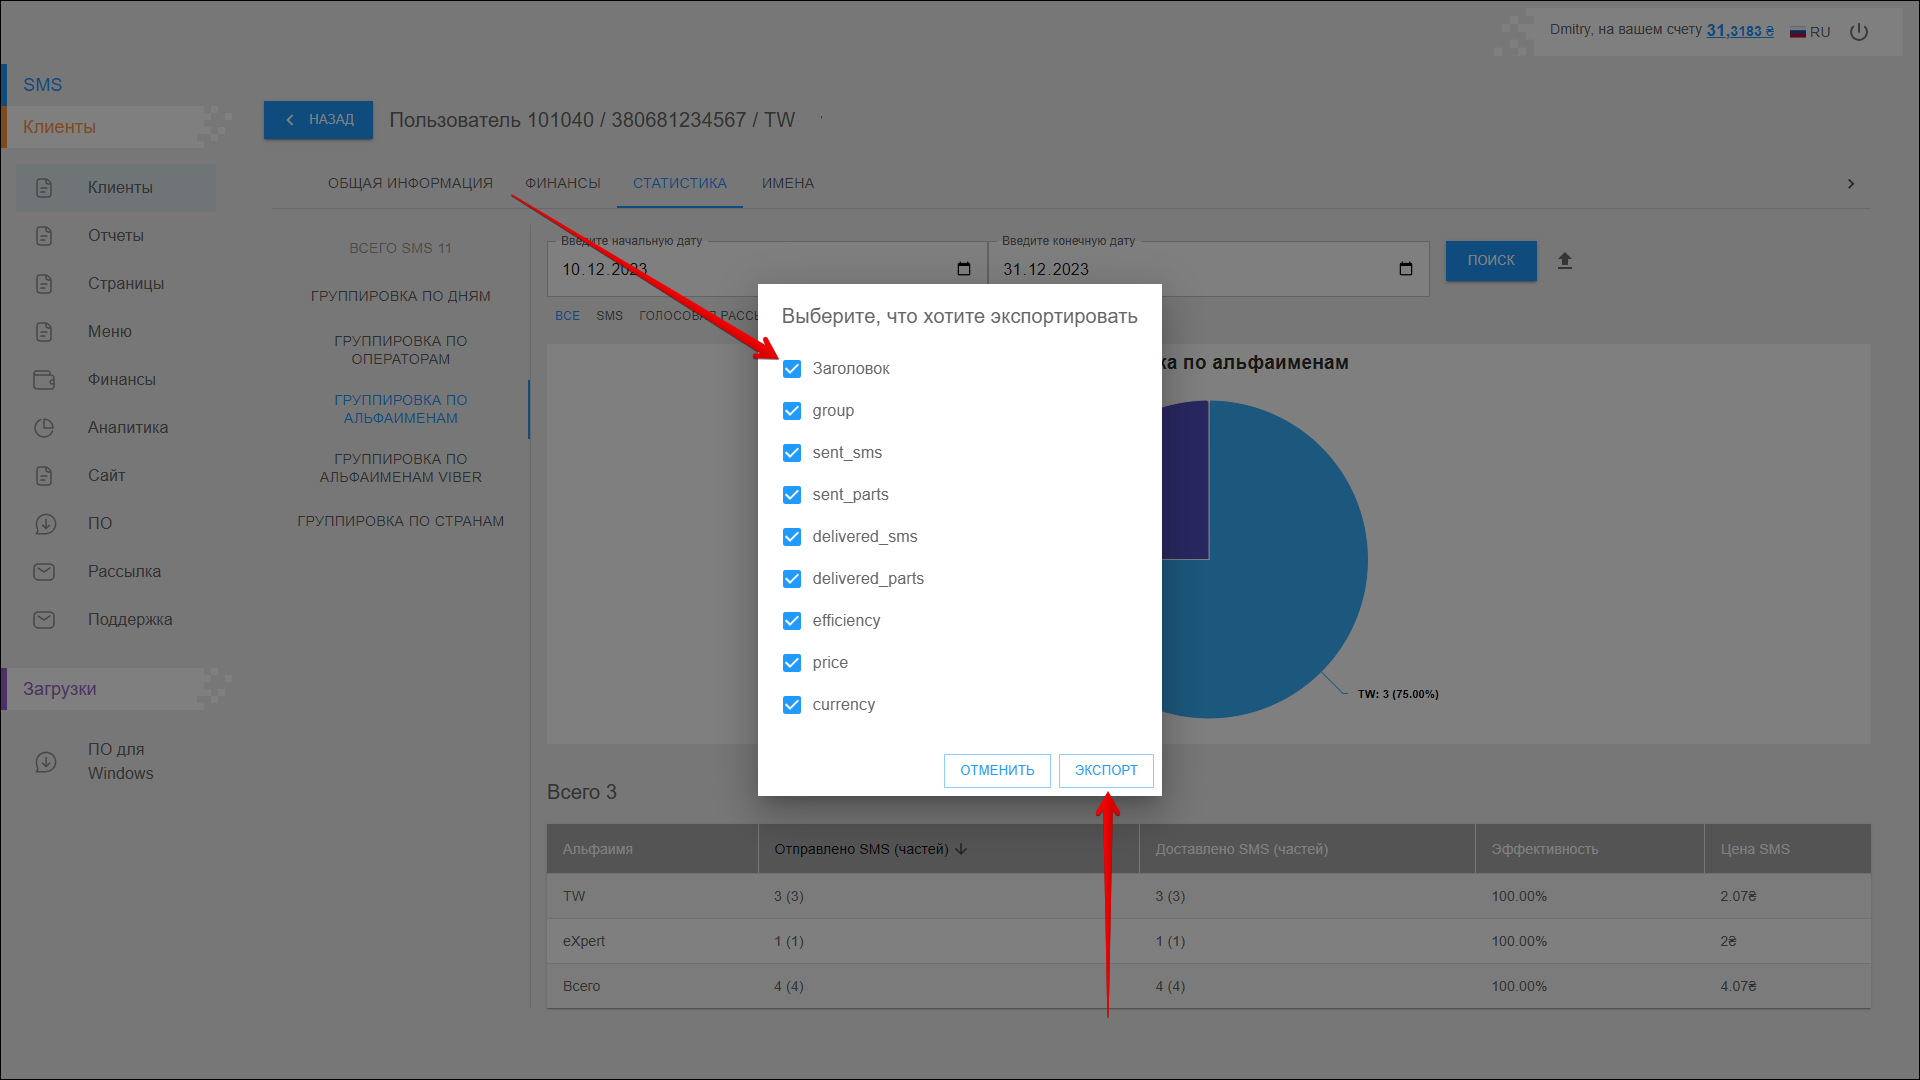 Dmitry, на вашем счету 31,3183 ₴ RU
SMS
Клиенты
НАЗАД
Пользователь 101040 / 380681234567 / TW
Клиенты
Отчеты
Страницы
Меню
Финансы
Аналитика
Сайт
ПО
Рассылка
Поддержка
Загрузки
ПО для
Windows
ОБЩАЯ ИНФОРМАЦИЯ ФИНАНСЫ СТАТИСТИКА ИМЕНА
ВСЕГО SMS 11
ГРУППИРОВКА ПО ДНЯМ
ГРУППИРОВКА ПО
ОПЕРАТОРАМ
ГРУППИРОВКА ПО
АЛЬФАИМЕНАМ
ГРУППИРОВКА ПО
АЛЬФАИМЕНАМ VIBER
ГРУППИРОВКА ПО СТРАНАМ
Введите начальную дату
10.12.2023
Введите конечную дату
31.12.2023
ПОИСК
ВСЕ SMS ГОЛОСОВАЯ
по альфаименам
TW: 3 (75.00%)
Выберите, что хотите экспортировать
Заголовок
group
sent_sms
sent_parts
delivered_sms
delivered_parts
efficiency
price
currency
ОТМЕНИТЬ ЭКСПОРТ
Всего 3
Альфаимя Отправлено SMS (частей) Доставлено SMS (частей) Эффективность Цена SMS
TW 3 (3) 3 (3) 100.00% 2.07₴
eXpert 1 (1) 1 (1) 100.00% 2₴
Всего 4 (4) 4 (4) 100.00% 4.07₴